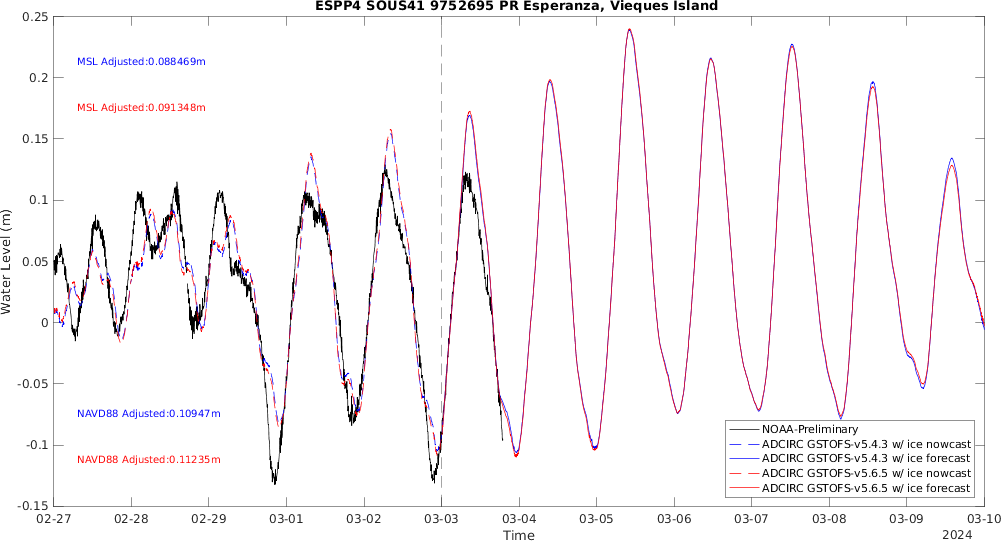 ESPP4 SOUS41 9752695 PR Esperanza, Vieques Island
0.25
0.2
0.15
0.1
0.05
0
-0.05
-0.1
-0.15
Water Level (m)
MSL Adjusted:0.088469m
MSL Adjusted:0.091348m
NAVD88 Adjusted:0.10947m
NAVD88 Adjusted:0.11235m
NOAA-Preliminary
ADCIRC GSTOFS-v5.4.3 w/ ice nowcast
ADCIRC GSTOFS-v5.4.3 w/ ice forecast
ADCIRC GSTOFS-v5.6.5 w/ ice nowcast
ADCIRC GSTOFS-v5.6.5 w/ ice forecast
02-27 02-28 02-29 03-01 03-02 03-03 03-04 03-05 03-06 03-07 03-08 03-09 03-10
Time
2024